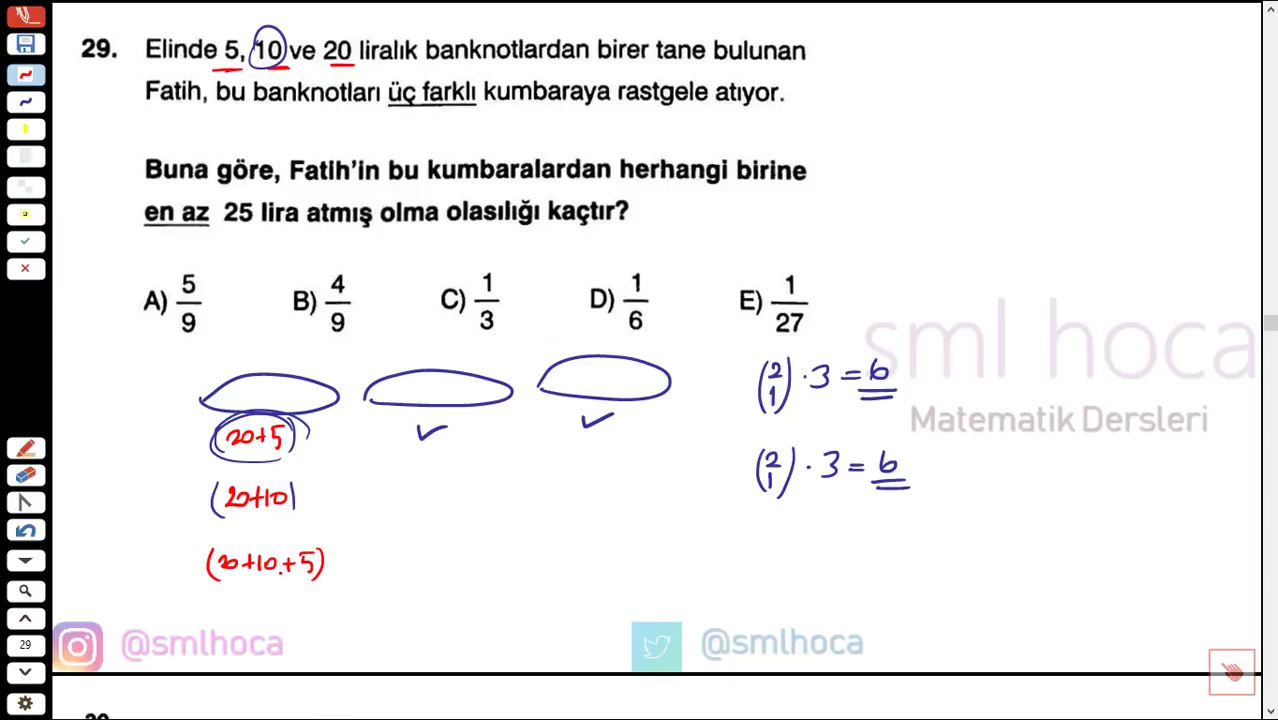 29. Elinde 5, 10 ve 20 liralık banknotlardan birer tane bulunan
Fatih, bu banknotları üç farklı kumbaraya rastgele atıyor.
Buna göre, Fatih'in bu kumbaralardan herhangi birine
en az 25 lira atmış olma olasılığı kaçtır?
A) 5/9 B) 4/9 C) 1/3 D) 1/6 E) 1/27
sml hoca
Matematik Dersleri
(2 1) · 3 = 6
(20+5)
(2 1) · 3 = 6
(20+10)
(20+10+5)
@smlhoca @smlhoca
29
30